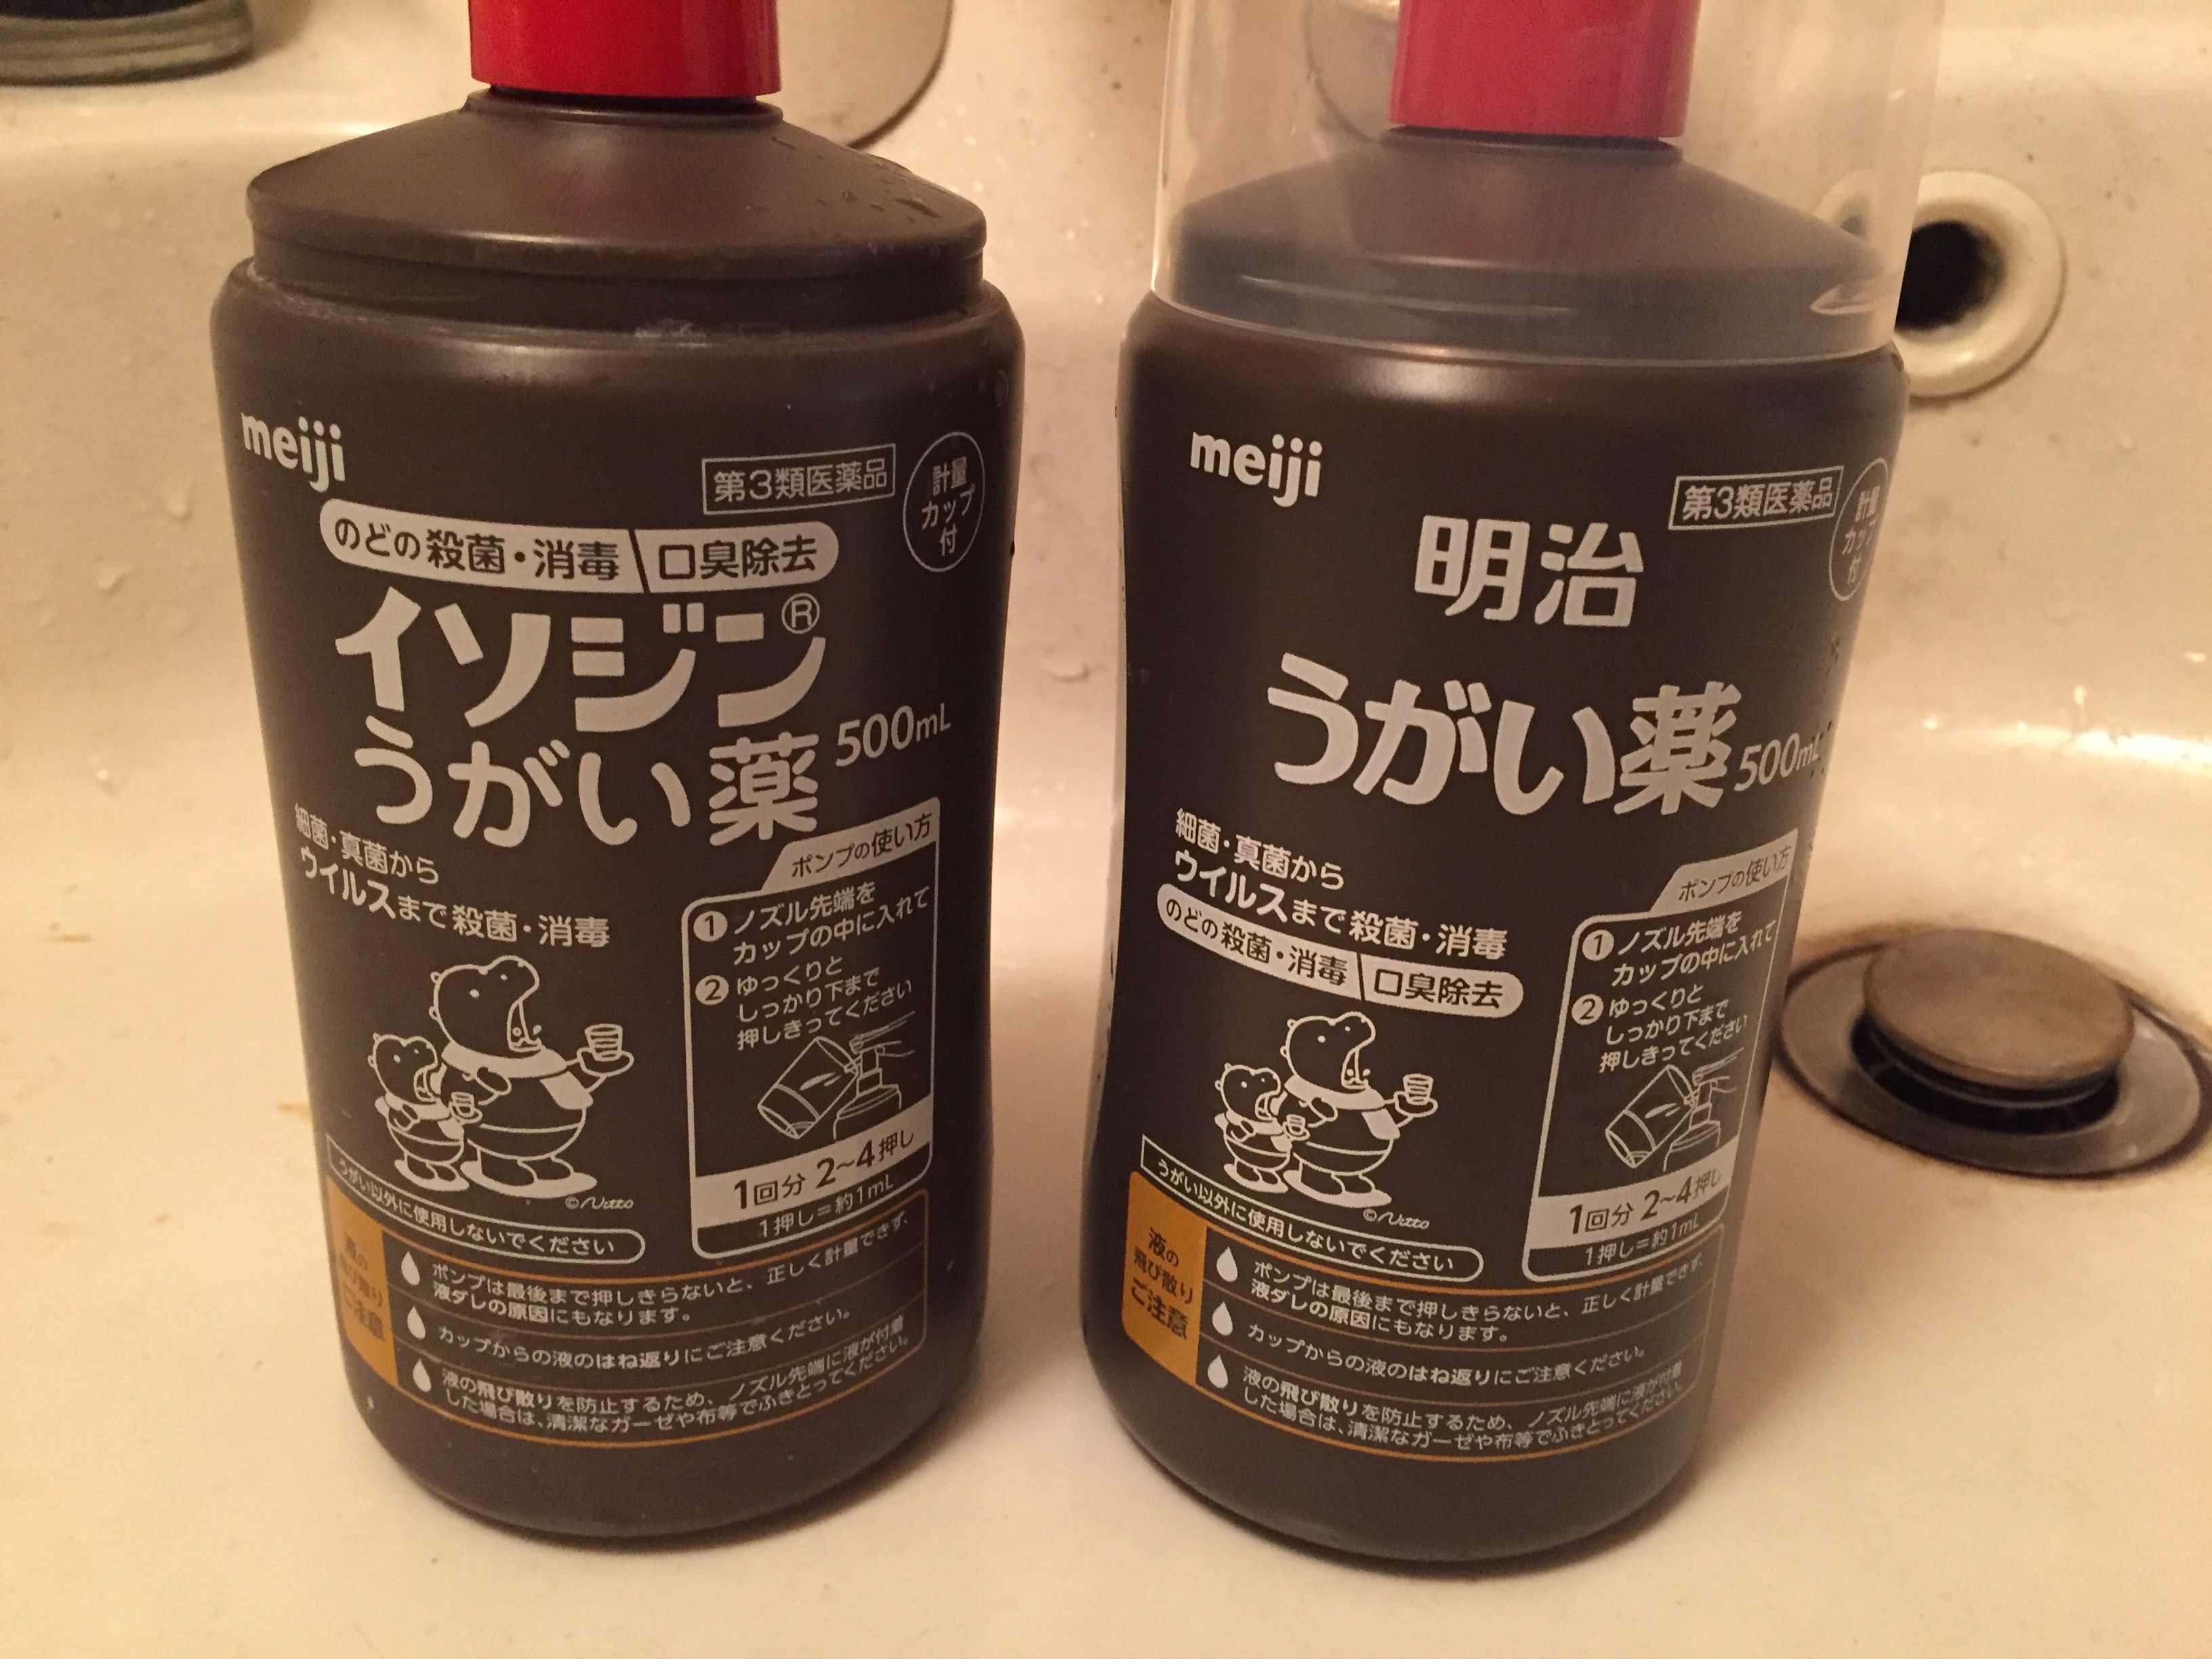 meiji
第3類医薬品
計量
カップ
付
のどの殺菌・消毒 口臭除去
イソジン®
うがい薬 500mL
細菌・真菌から
ウイルスまで殺菌・消毒
ポンプの使い方
1 ノズル先端を
カップの中に入れて
2 ゆっくりと
しっかり下まで
押しきってください
1回分 2~4押し
1押し=約1mL
©Nitto
うがい以外に使用しないでください
液の
飛び散り
ご注意
ポンプは最後まで押しきらないと、正しく計量できず、
液ダレの原因にもなります。
カップからの液のはね返りにご注意ください。
液の飛び散りを防止するため、ノズル先端に液が付着
した場合は、清潔なガーゼや布等でふきとってください。
meiji
第3類医薬品
計量
カップ
付
明治
うがい薬 500mL
細菌・真菌から
ウイルスまで殺菌・消毒
のどの殺菌・消毒 口臭除去
ポンプの使い方
1 ノズル先端を
カップの中に入れて
2 ゆっくりと
しっかり下まで
押しきってください
1回分 2~4押し
1押し=約1mL
©Nitto
うがい以外に使用しないでください
液の
飛び散り
ご注意
ポンプは最後まで押しきらないと、正しく計量できず、
液ダレの原因にもなります。
カップからの液のはね返りにご注意ください。
液の飛び散りを防止するため、ノズル先端に液が付着
した場合は、清潔なガーゼや布等でふきとってください。